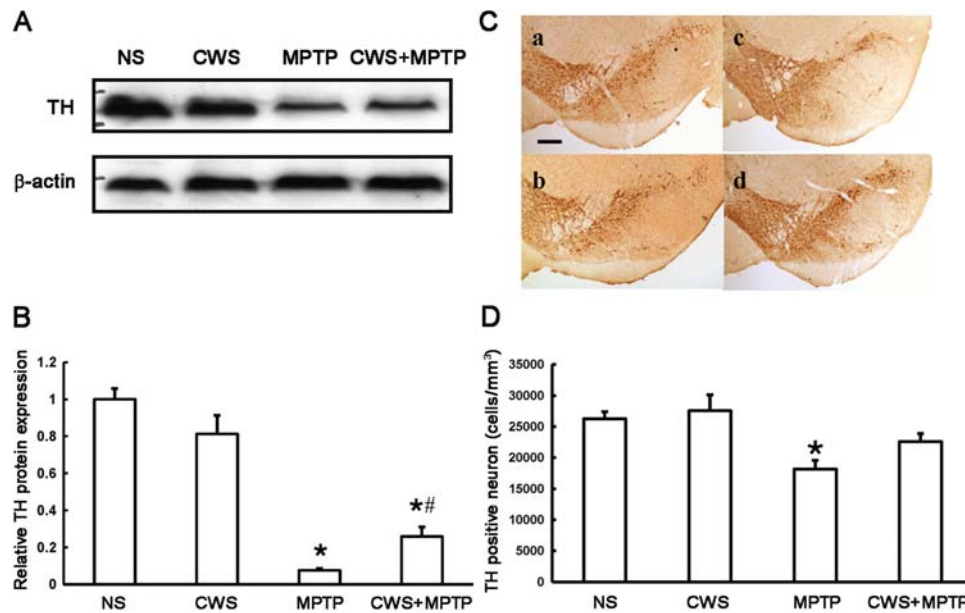 A
NS CWS MPTP CWS+MPTP
TH
β-actin
B
Relative TH protein expression
1.2
1
0.8
0.6
0.4
0.2
0
*
*#
NS CWS MPTP CWS+MPTP
C
a
c
b
d
D
TH positive neuron (cells/mm³)
35000
30000
25000
20000
15000
10000
5000
0
*
NS CWS MPTP CWS+MPTP